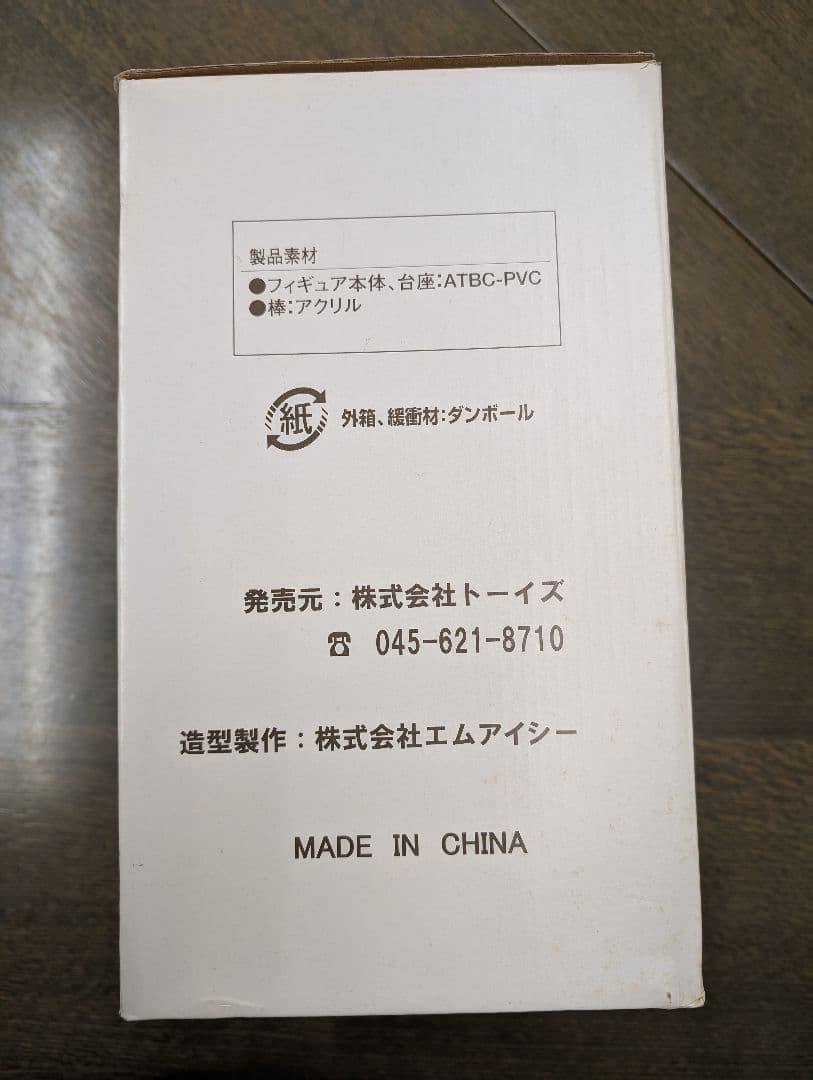 製品素材
●フィギュア本体、台座:ATBC-PVC
●棒:アクリル
紙 外箱、緩衝材:ダンボール
発売元:株式会社トーイズ
☎ 045-621-8710
造型製作:株式会社エムアイシー
MADE IN CHINA